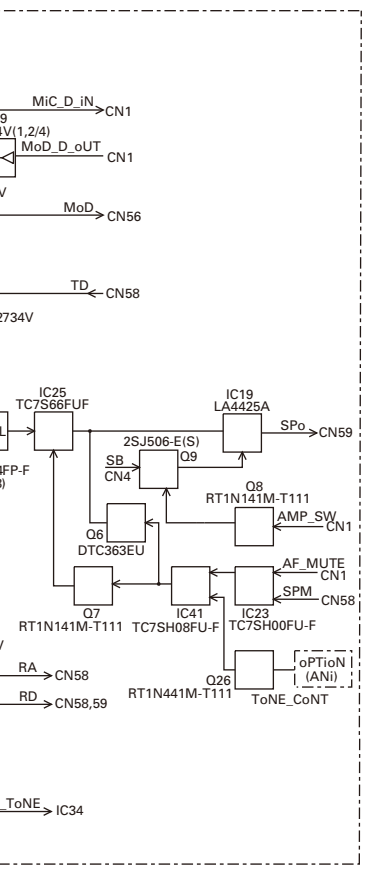 MiC_D_iN
CN1
9
4V(1,2/4)
MoD_D_oUT
CN1
V
MoD
CN56
TD
CN58
2734V
IC25
TC7S66FUF
IC19
LA4425A
L
SPo
CN59
2SJ506-E(S)
SB
CN4
Q9
4FP-F
Q8
RT1N141M-T111
AMP_SW
CN1
Q6
DTC363EU
AF_MUTE
CN1
SPM
CN58
Q7
RT1N141M-T111
IC41
TC7SH08FU-F
IC23
TC7SH00FU-F
RA
CN58
Q26
RT1N441M-T111
oPTioN
(ANi)
ToNE_CoNT
RD
CN58,59
_ToNE
IC34